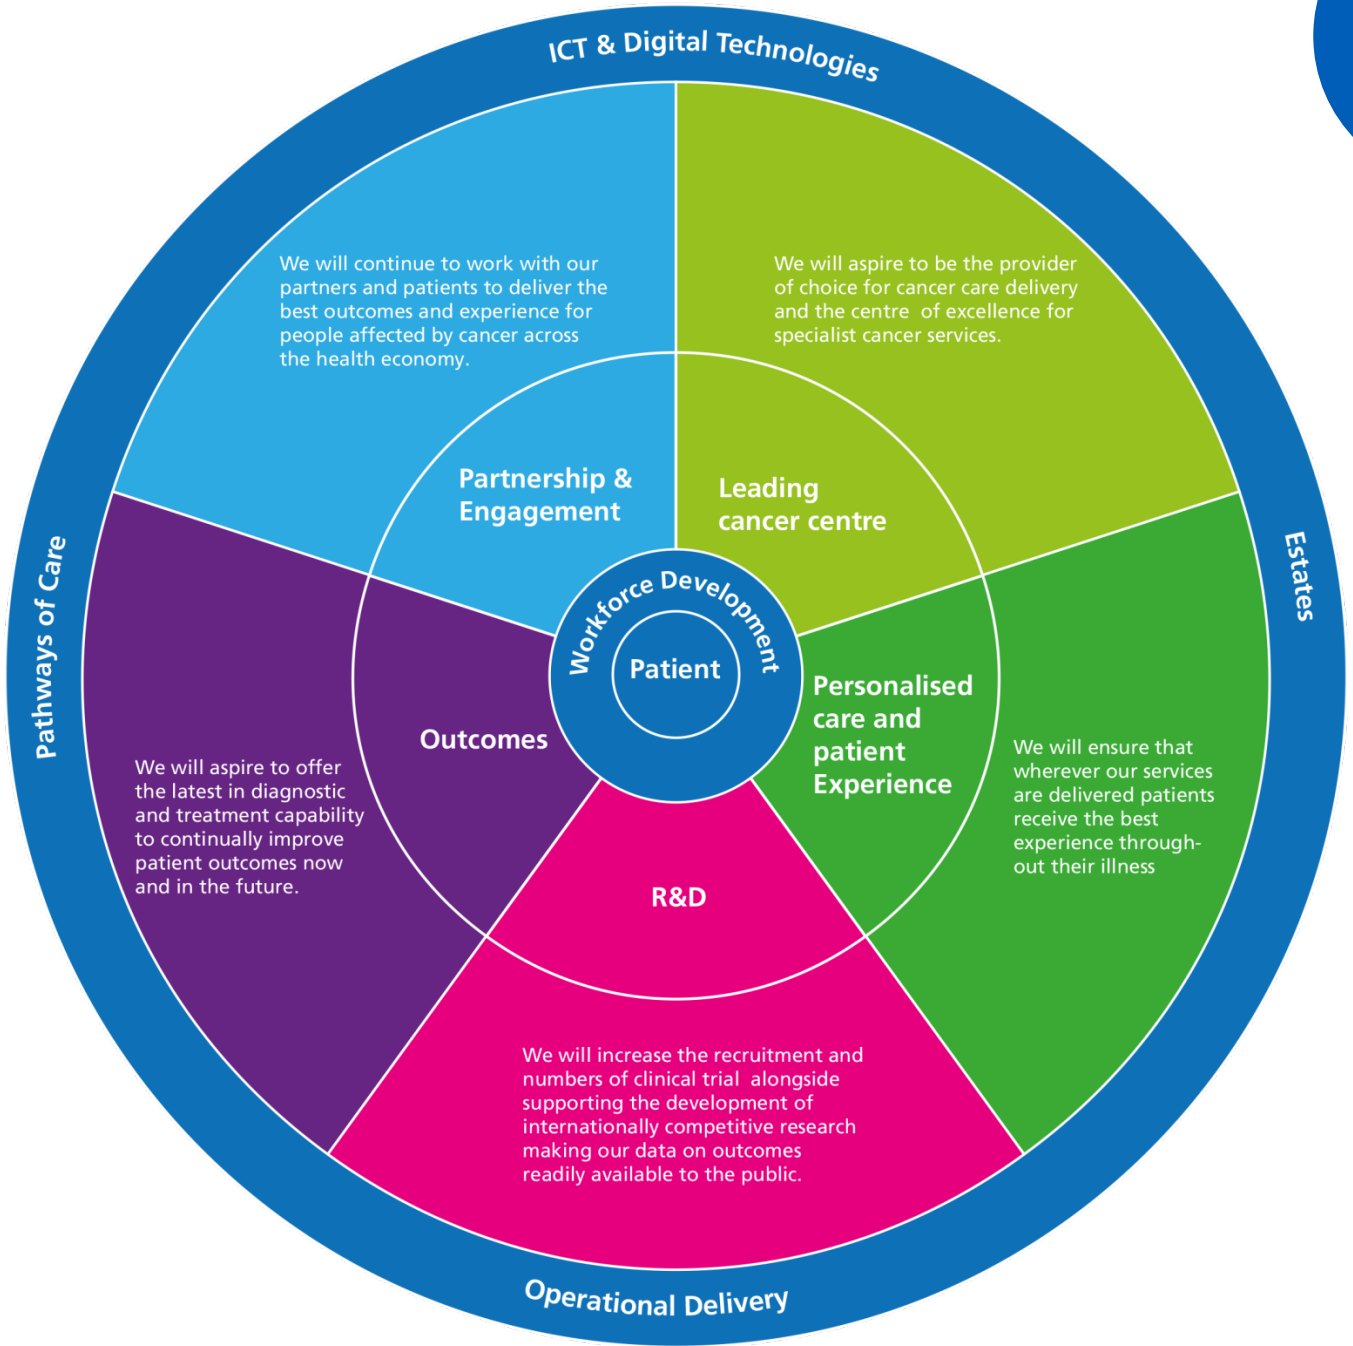 ICT & Digital Technologies
We will continue to work with our
partners and patients to deliver the
best outcomes and experience for
people affected by cancer across
the health economy.
We will aspire to be the provider
of choice for cancer care delivery
and the centre  of excellence for
specialist cancer services.
Partnership &
Engagement
Leading
cancer centre
Pathways of Care
Estates
Workforce Development
Patient
Outcomes
Personalised
care and
patient
Experience
We will aspire to offer
the latest in diagnostic
and treatment capability
to continually improve
patient outcomes now
and in the future.
We will ensure that
wherever our services
are delivered patients
receive the best
experience through-
out their illness
R&D
We will increase the recruitment and
numbers of clinical trial  alongside
supporting the development of
internationally competitive research
making our data on outcomes
readily available to the public.
Operational Delivery